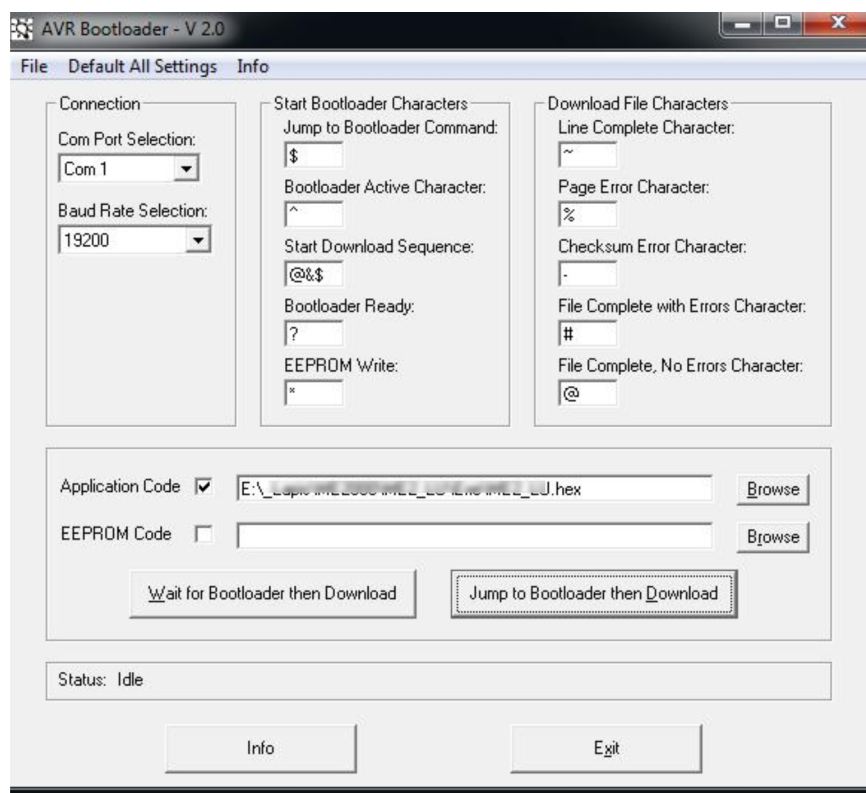 AVR Bootloader - V 2.0
File Default All Settings Info
Connection
Com Port Selection:
Com 1
Baud Rate Selection:
19200
Start Bootloader Characters
Jump to Bootloader Command:
$
Bootloader Active Character:
^
Start Download Sequence:
@&$
Bootloader Ready:
?
EEPROM Write:
*
Download File Characters
Line Complete Character:
~
Page Error Character:
%
Checksum Error Character:
-
File Complete with Errors Character:
#
File Complete, No Errors Character:
@
Application Code
.hex
Browse
EEPROM Code
Browse
Wait for Bootloader then Download
Jump to Bootloader then Download
Status: Idle
Info
Exit